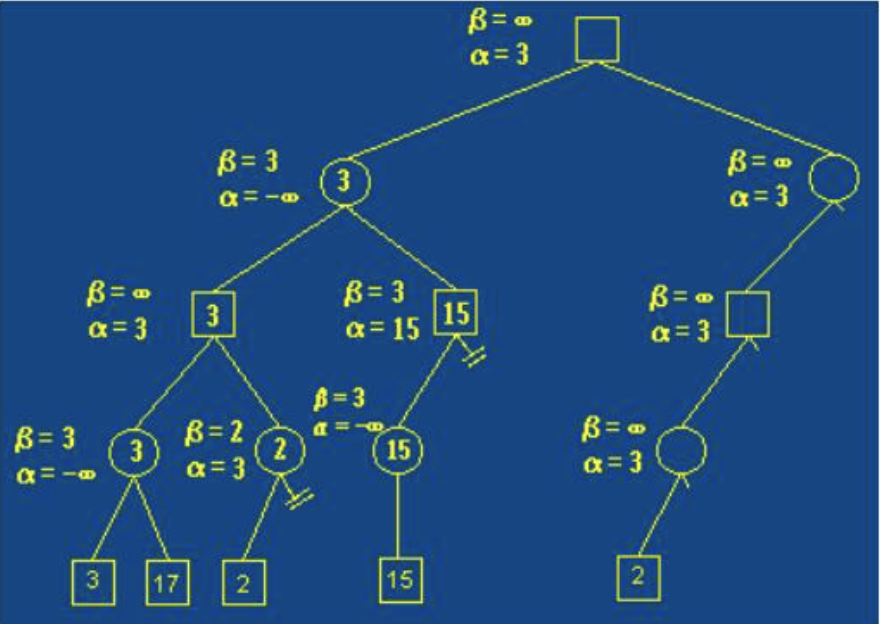 β = ∞
α = 3
β = 3
α = -∞
3
β = ∞
α = 3
β = ∞
α = 3
3
β = 3
α = 15
15
β = ∞
α = 3
β = 3
α = -∞
3
β = 2
α = 3
2
β = 3
α = -∞
15
β = ∞
α = 3
3
17
2
15
2